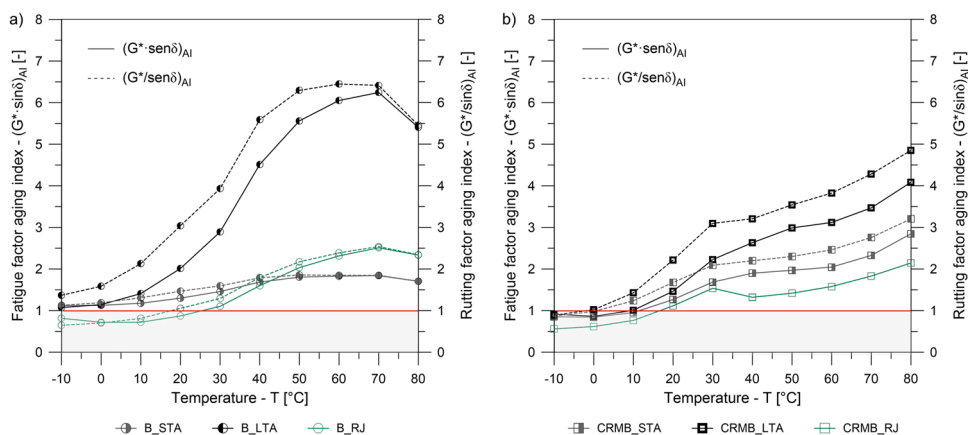 a)
Fatigue factor aging index - (G*·sinδ)AI [-]
8
7
6
5
4
3
2
1
0
(G*·senδ)AI
(G*/senδ)AI
8
7
6
5
4
3
2
1
0
Rutting factor aging index - (G*/sinδ)AI [-]
-10 0 10 20 30 40 50 60 70 80
Temperature - T [°C]
B_STA B_LTA B_RJ
b)
Fatigue factor aging index - (G*·sinδ)AI [-]
8
7
6
5
4
3
2
1
0
(G*·senδ)AI
(G*/senδ)AI
8
7
6
5
4
3
2
1
0
Rutting factor aging index - (G*/sinδ)AI [-]
-10 0 10 20 30 40 50 60 70 80
Temperature - T [°C]
CRMB_STA CRMB_LTA CRMB_RJ